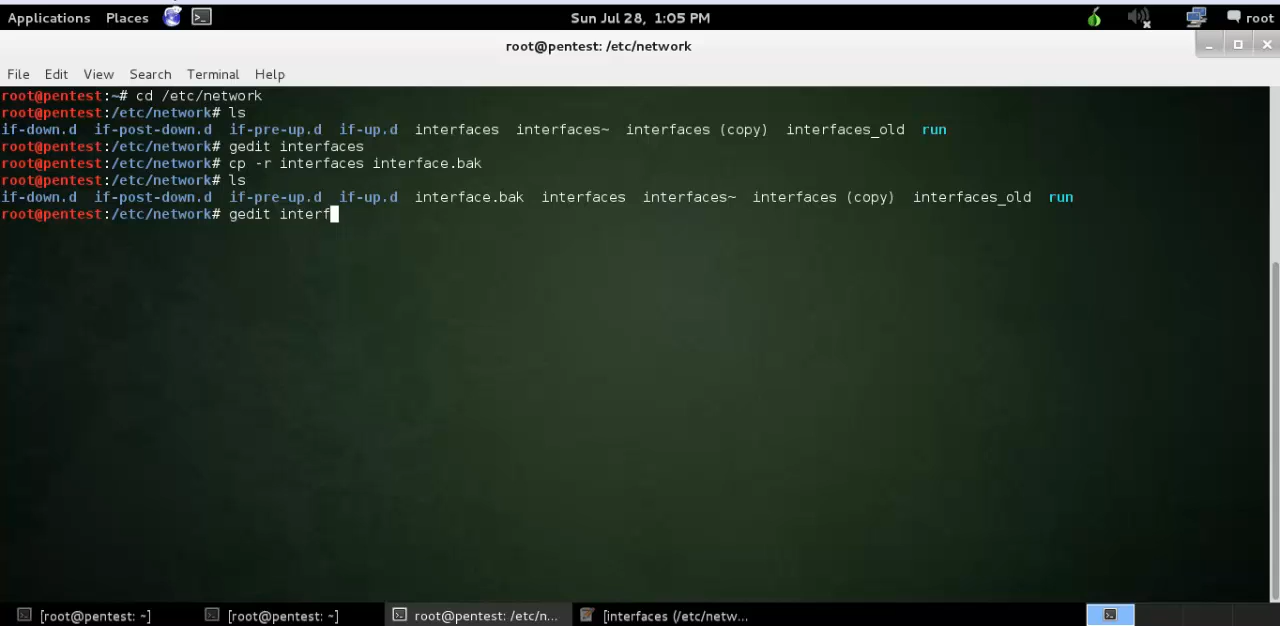 Applications Places Sun Jul 28, 1:05 PM root
root@pentest: /etc/network
File Edit View Search Terminal Help
root@pentest:~# cd /etc/network
root@pentest:/etc/network# ls
if-down.d if-post-down.d if-pre-up.d if-up.d interfaces interfaces~ interfaces (copy) interfaces_old run
root@pentest:/etc/network# gedit interfaces
root@pentest:/etc/network# cp -r interfaces interface.bak
root@pentest:/etc/network# ls
if-down.d if-post-down.d if-pre-up.d if-up.d interface.bak interfaces interfaces~ interfaces (copy) interfaces_old run
root@pentest:/etc/network# gedit interf
[root@pentest: ~] [root@pentest: ~] root@pentest: /etc/n... [interfaces (/etc/netw...